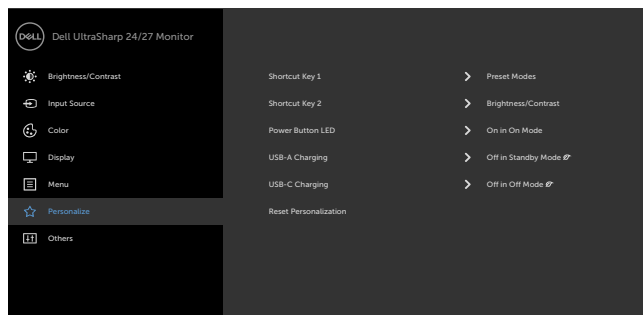 DELL Dell UltraSharp 24/27 Monitor
Brightness/Contrast Shortcut Key 1 Preset Modes
Input Source Shortcut Key 2 Brightness/Contrast
Color Power Button LED On in On Mode
Display USB-A Charging Off in Standby Mode
Menu USB-C Charging Off in Off Mode
Personalize Reset Personalization
Others